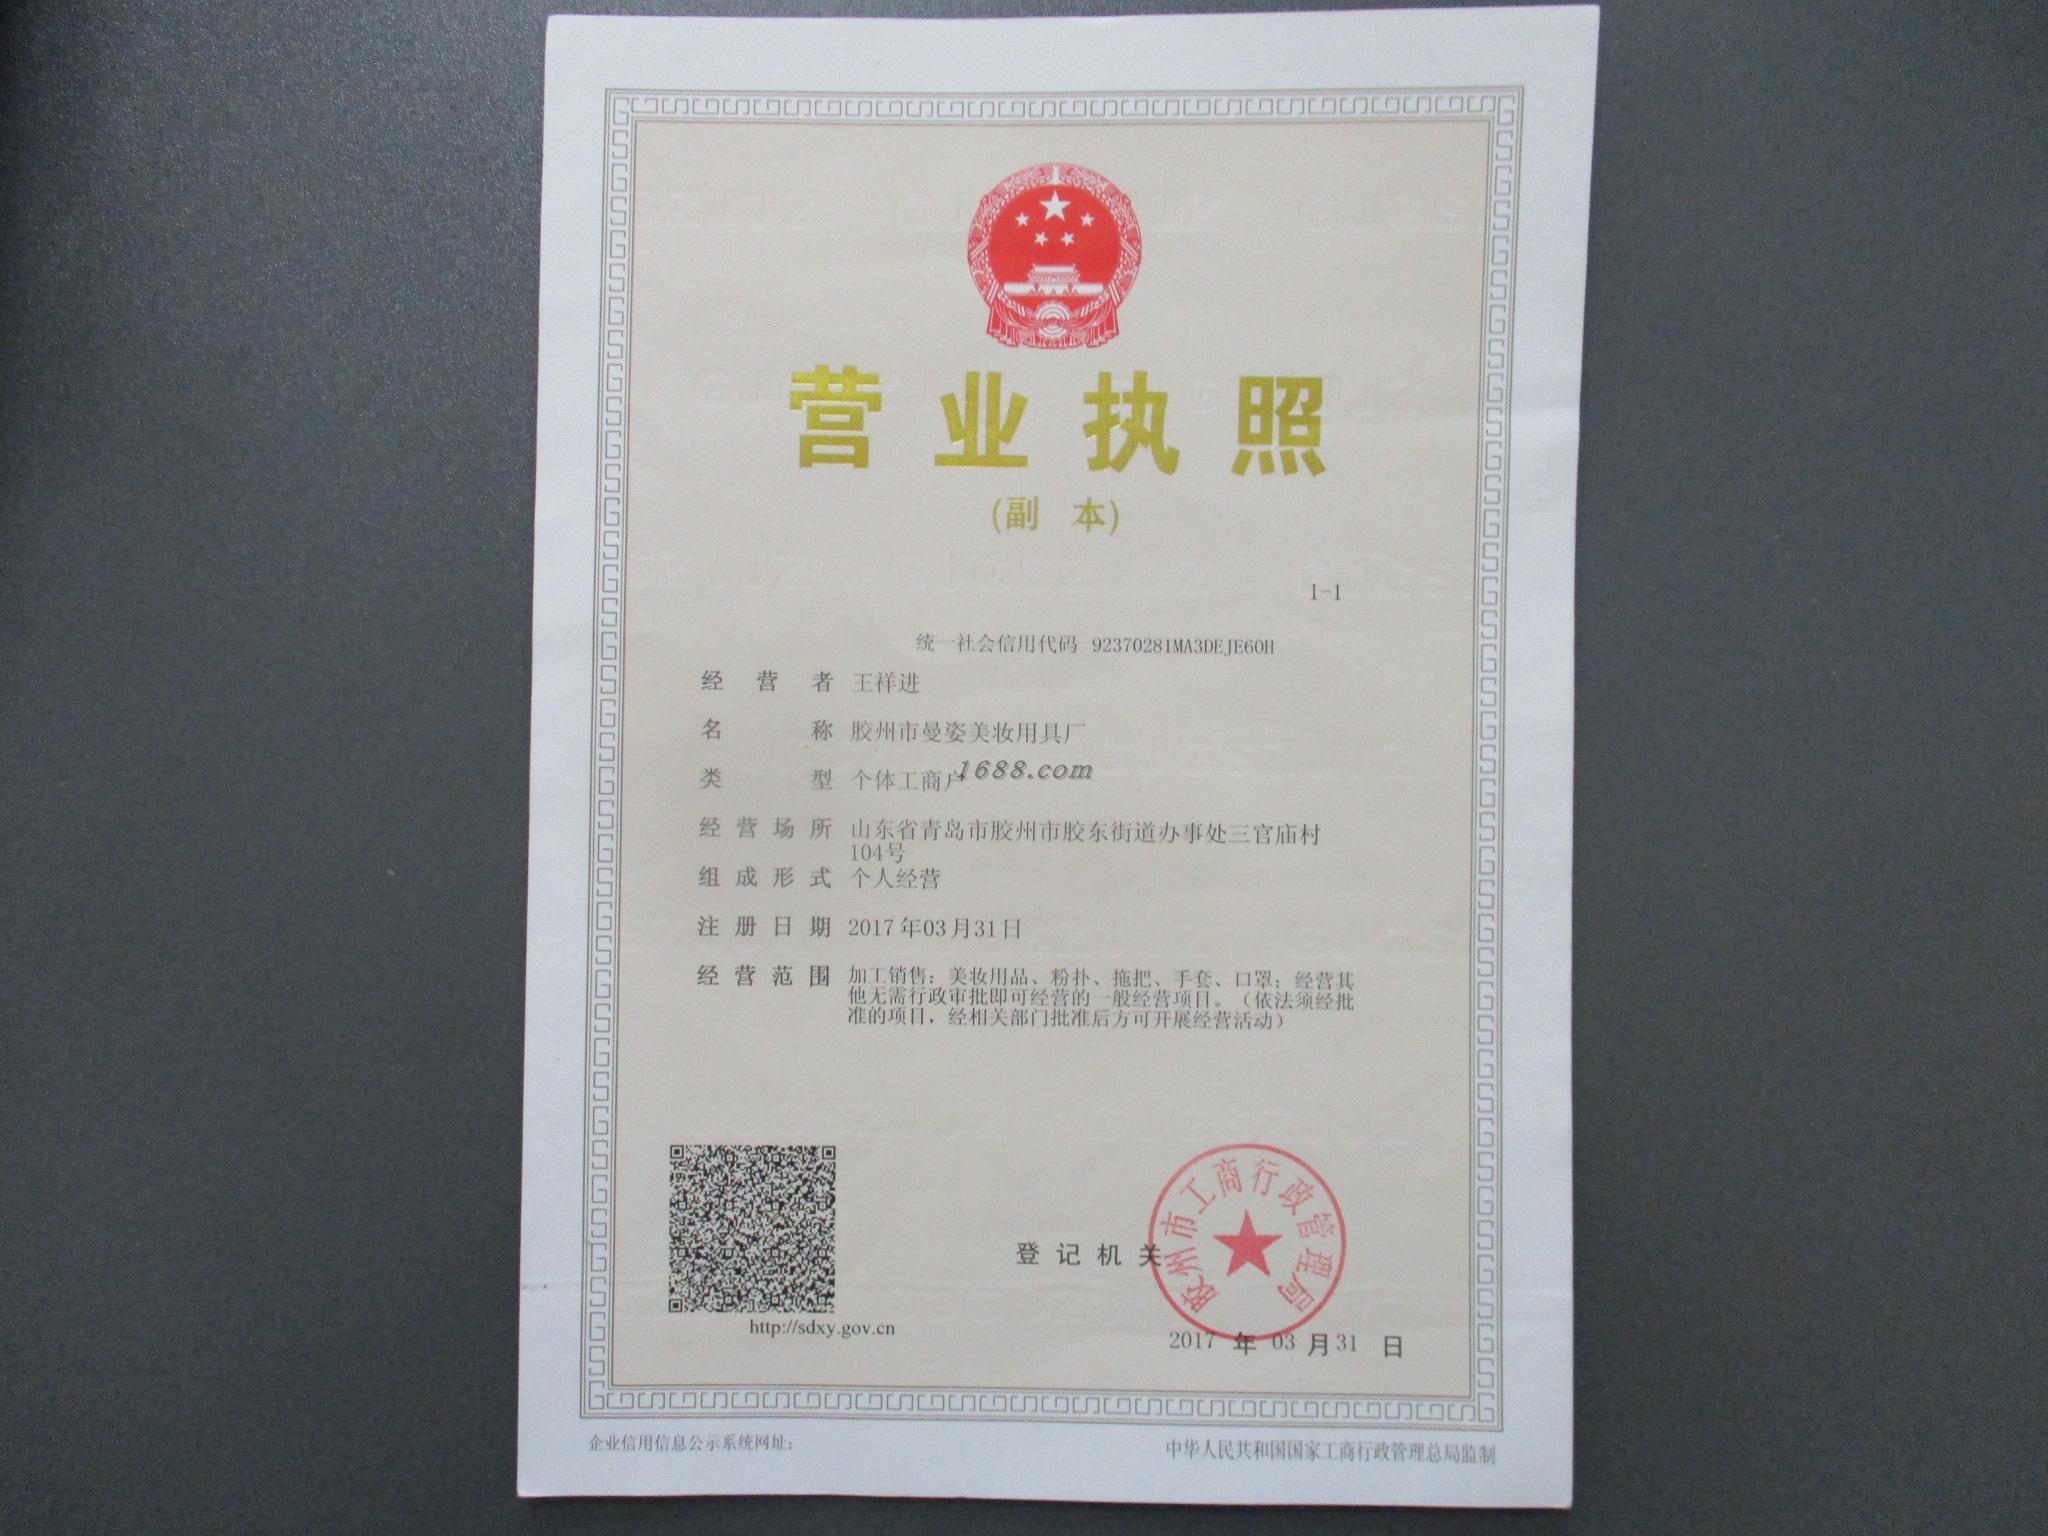 营业执照
(副 本)
1-1
统一社会信用代码 92370281MA3DEJE60H
经营者 王祥进
名称 胶州市曼姿美妆用具厂
类型 个体工商户
1688.com
经营场所 山东省青岛市胶州市胶东街道办事处三官庙村
104号
组成形式 个人经营
注册日期 2017年03月31日
经营范围 加工销售：美妆用品、粉扑、拖把、手套、口罩；经营其
他无需行政审批即可经营的一般经营项目。（依法须经批
准的项目，经相关部门批准后方可开展经营活动）
胶州市工商行政管理局
登记机关
http://sdxy.gov.cn
2017 年 03 月 31 日
企业信用信息公示系统网址：
中华人民共和国国家工商行政管理总局监制